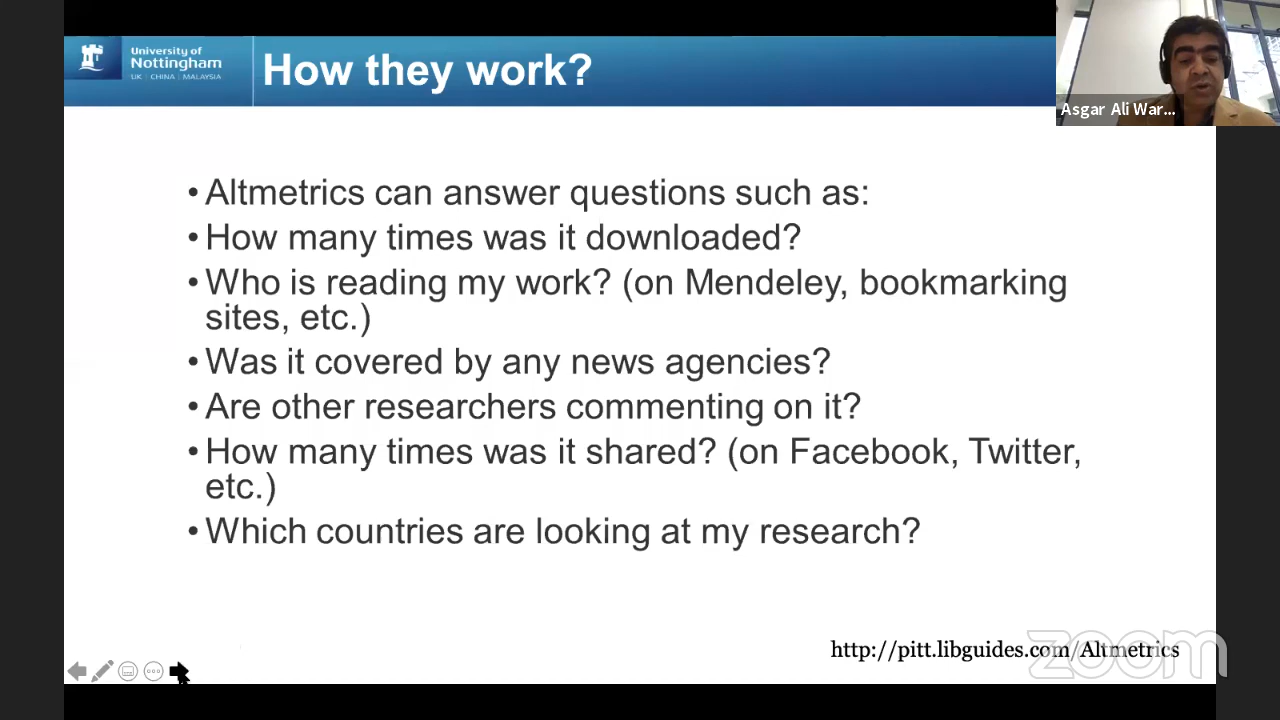 University of
Nottingham
UK | CHINA | MALAYSIA
How they work?
Asgar Ali War...
• Altmetrics can answer questions such as:
• How many times was it downloaded?
• Who is reading my work? (on Mendeley, bookmarking
sites, etc.)
• Was it covered by any news agencies?
• Are other researchers commenting on it?
• How many times was it shared? (on Facebook, Twitter,
etc.)
• Which countries are looking at my research?
http://pitt.libguides.com/Altmetrics
zoom